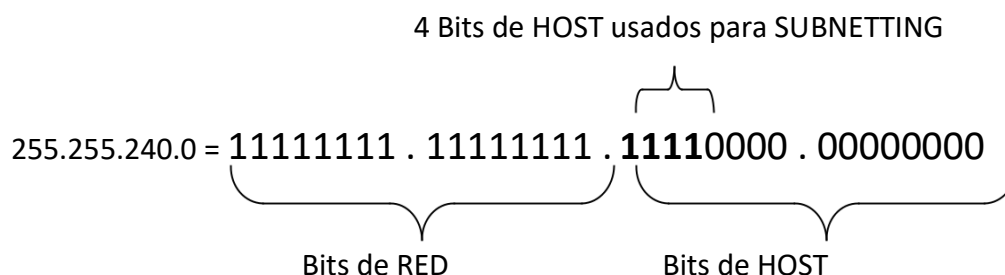 4 Bits de HOST usados para SUBNETTING
255.255.240.0 = 11111111 . 11111111 . 11110000 . 00000000
Bits de RED Bits de HOST